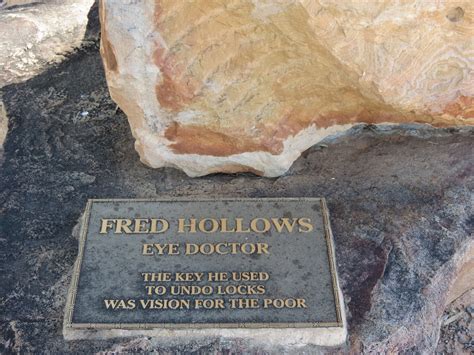 FRED HOLLOWS
EYE DOCTOR
THE KEY HE USED
TO UNDO LOCKS
WAS VISION FOR THE POOR